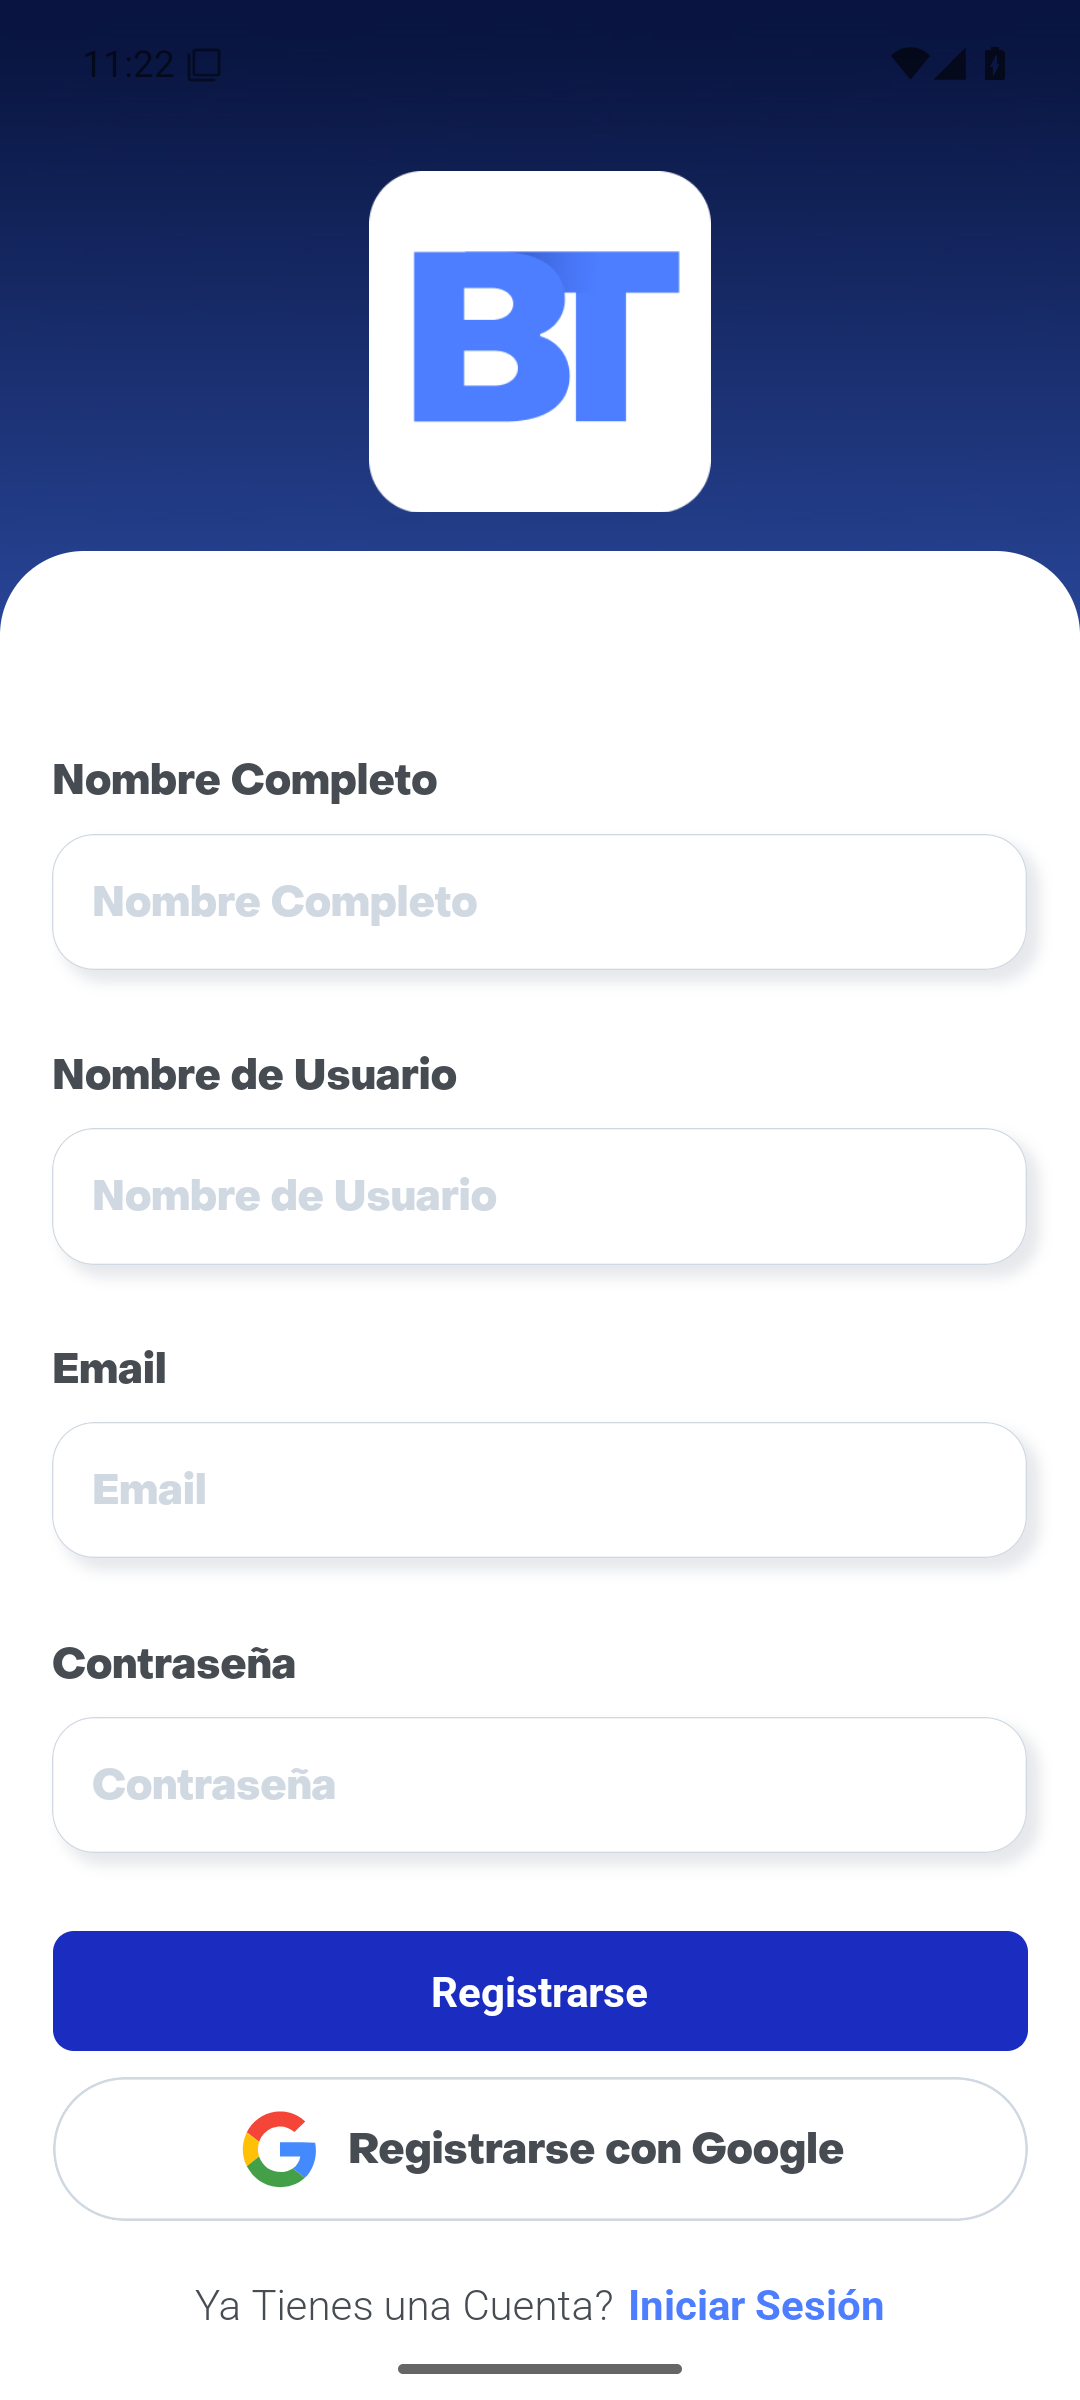 11:22
BT
Nombre Completo
Nombre Completo
Nombre de Usuario
Nombre de Usuario
Email
Email
Contraseña
Contraseña
Registrarse
Registrarse con Google
Ya Tienes una Cuenta? Iniciar Sesión